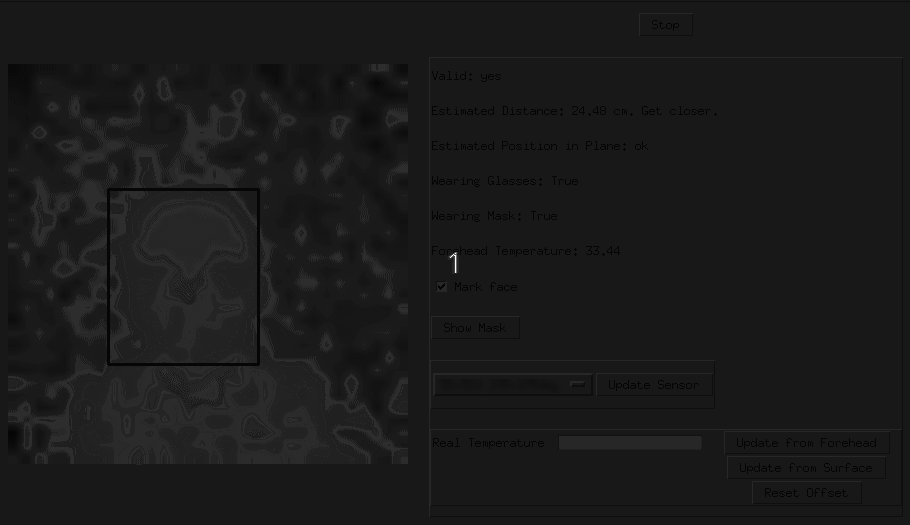 Stop
Valid: yes
Estimated Distance: 24.48 cm. Get closer.
Estimated Position in Plane: ok
Wearing Glasses: True
Wearing Mask: True
Forehead Temperature: 33.44
1
Mark face
Show Mask
Update Sensor
Real Temperature
Update from Forehead
Update from Surface
Reset Offset